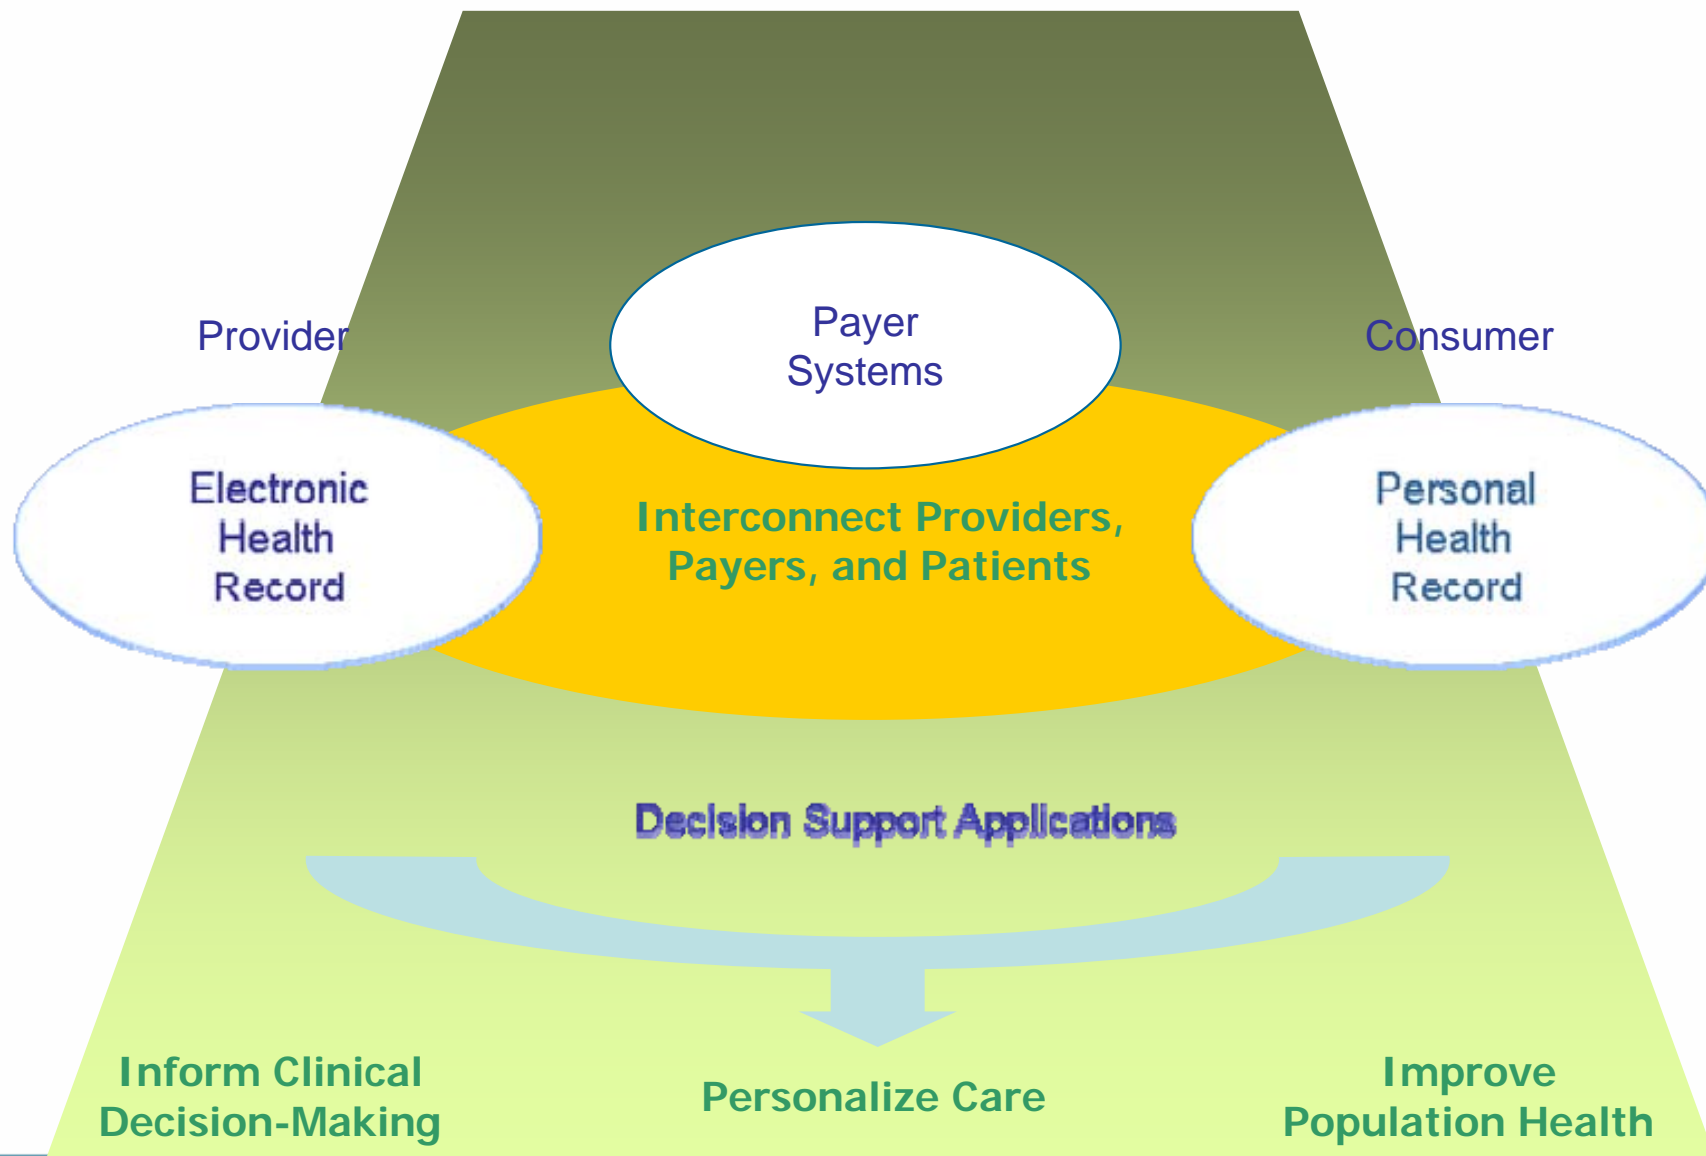 Payer
Systems
Provider
Consumer
Electronic
Health
Record
Interconnect Providers,
Payers, and Patients
Personal
Health
Record
Decision Support Applications
Inform Clinical
Decision-Making
Personalize Care
Improve
Population Health